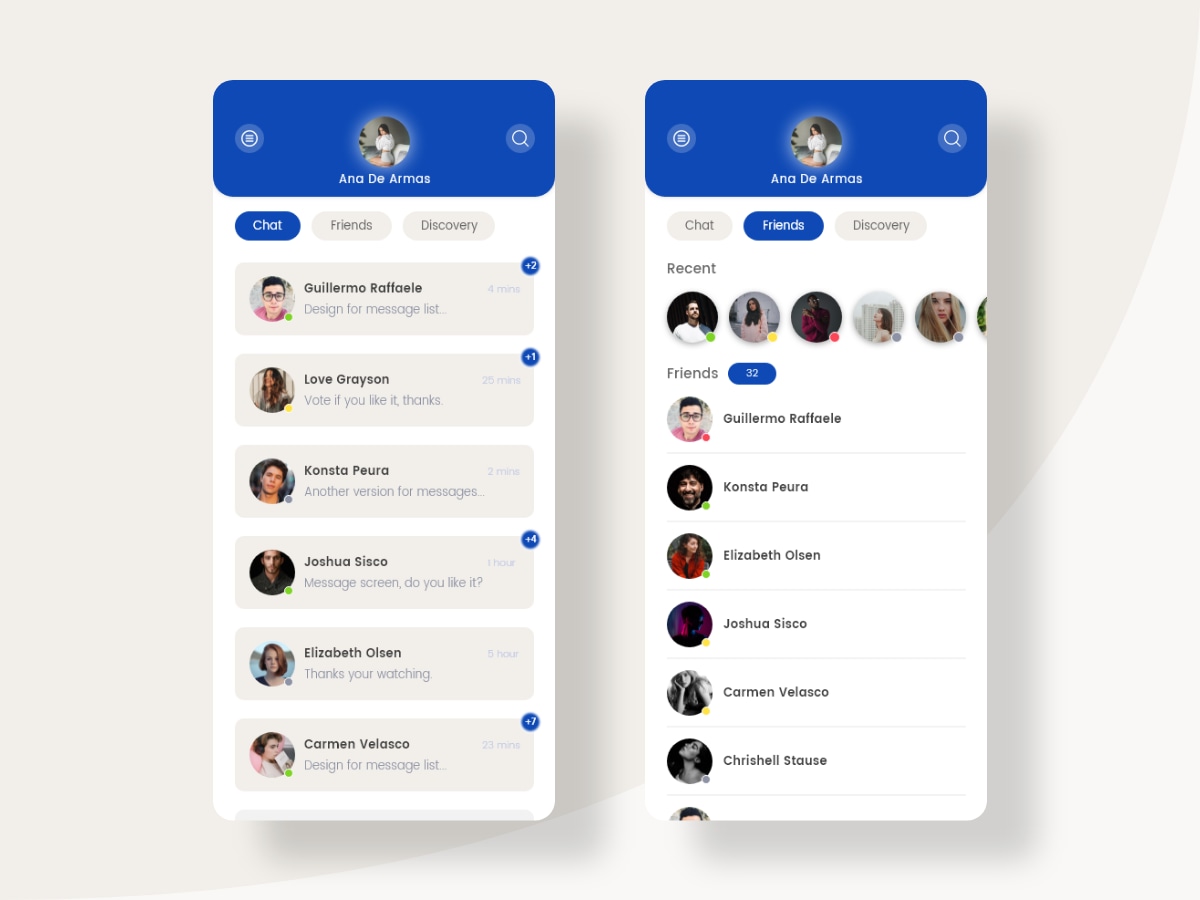 Ana De Armas
Chat Friends Discovery
+2
Guillermo Raffaele 4 mins
Design for message list...
+1
Love Grayson 25 mins
Vote if you like it, thanks.
Konsta Peura 2 mins
Another version for messages...
+4
Joshua Sisco 1 hour
Message screen, do you like it?
Elizabeth Olsen 5 hour
Thanks your watching.
+7
Carmen Velasco 23 mins
Design for message list...
Ana De Armas
Chat Friends Discovery
Recent
Friends 32
Guillermo Raffaele
Konsta Peura
Elizabeth Olsen
Joshua Sisco
Carmen Velasco
Chrishell Stause